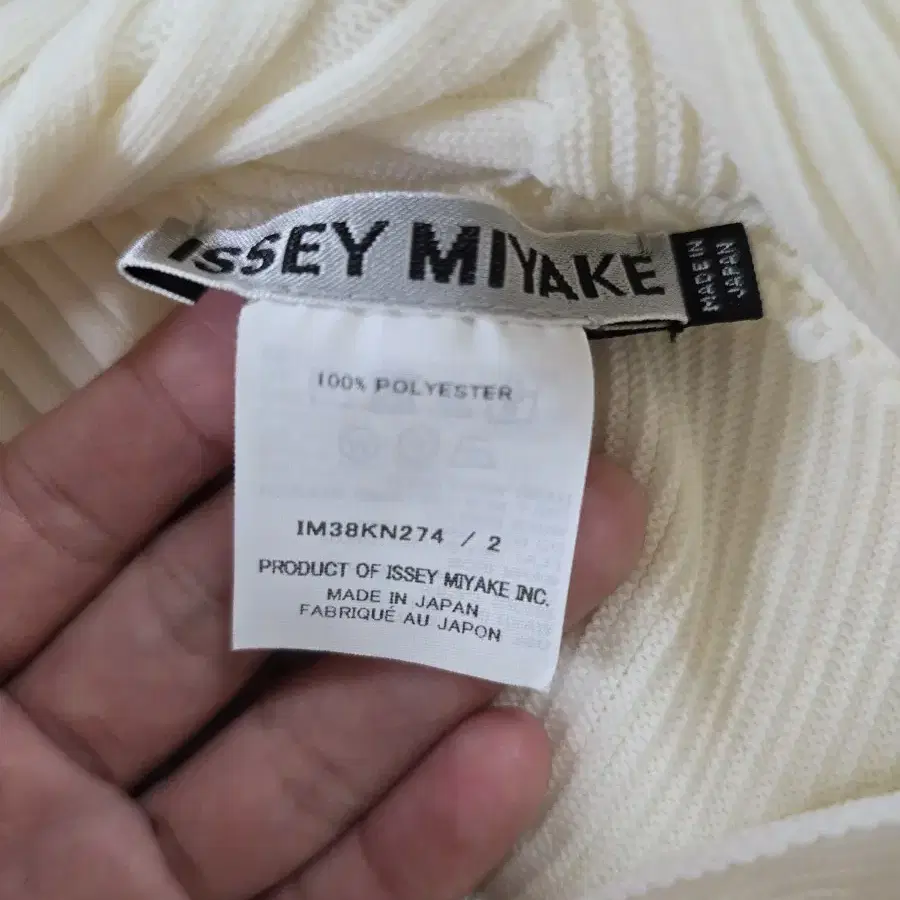 ISSEY MIYAKE
MADE IN
JAPAN
100% POLYESTER
IM38KN274 / 2
PRODUCT OF ISSEY MIYAKE INC.
MADE IN JAPAN
FABRIQUÉ AU JAPON